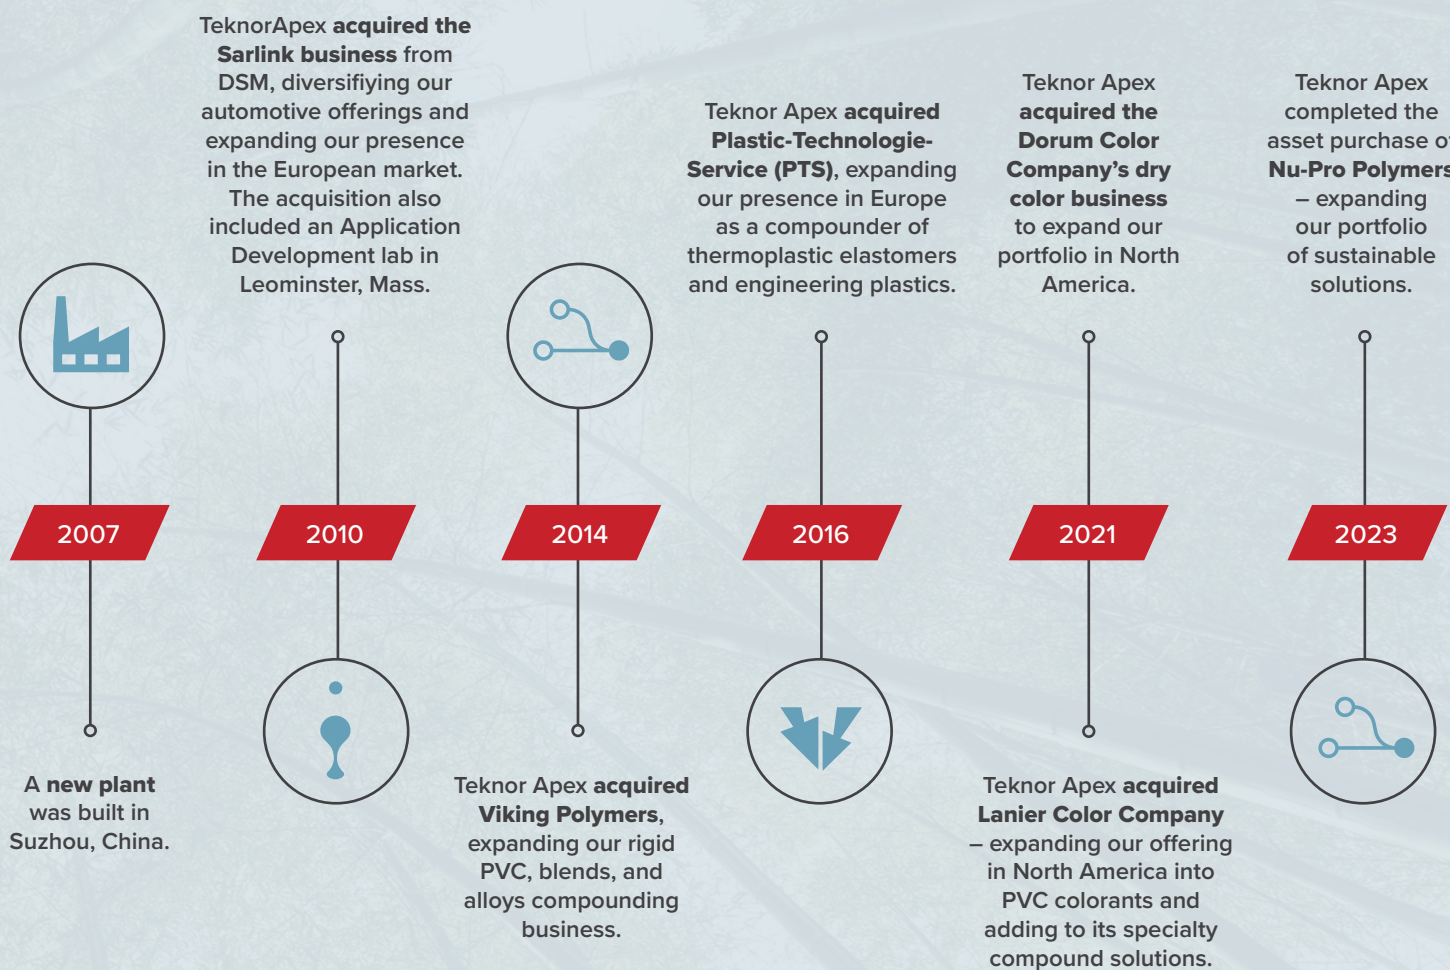 TeknorApex acquired the
Sarlink business from
DSM, diversifiying our
automotive offerings and
expanding our presence
in the European market.
The acquisition also
included an Application
Development lab in
Leominster, Mass.
Teknor Apex acquired
Plastic-Technologie-
Service (PTS), expanding
our presence in Europe
as a compounder of
thermoplastic elastomers
and engineering plastics.
Teknor Apex
acquired the
Dorum Color
Company’s dry
color business
to expand our
portfolio in North
America.
Teknor Apex
completed the
asset purchase of
Nu-Pro Polymers
– expanding
our portfolio
of sustainable
solutions.
2007
2010
2014
2016
2021
2023
A new plant
was built in
Suzhou, China.
Teknor Apex acquired
Viking Polymers,
expanding our rigid
PVC, blends, and
alloys compounding
business.
Teknor Apex acquired
Lanier Color Company
– expanding our offering
in North America into
PVC colorants and
adding to its specialty
compound solutions.